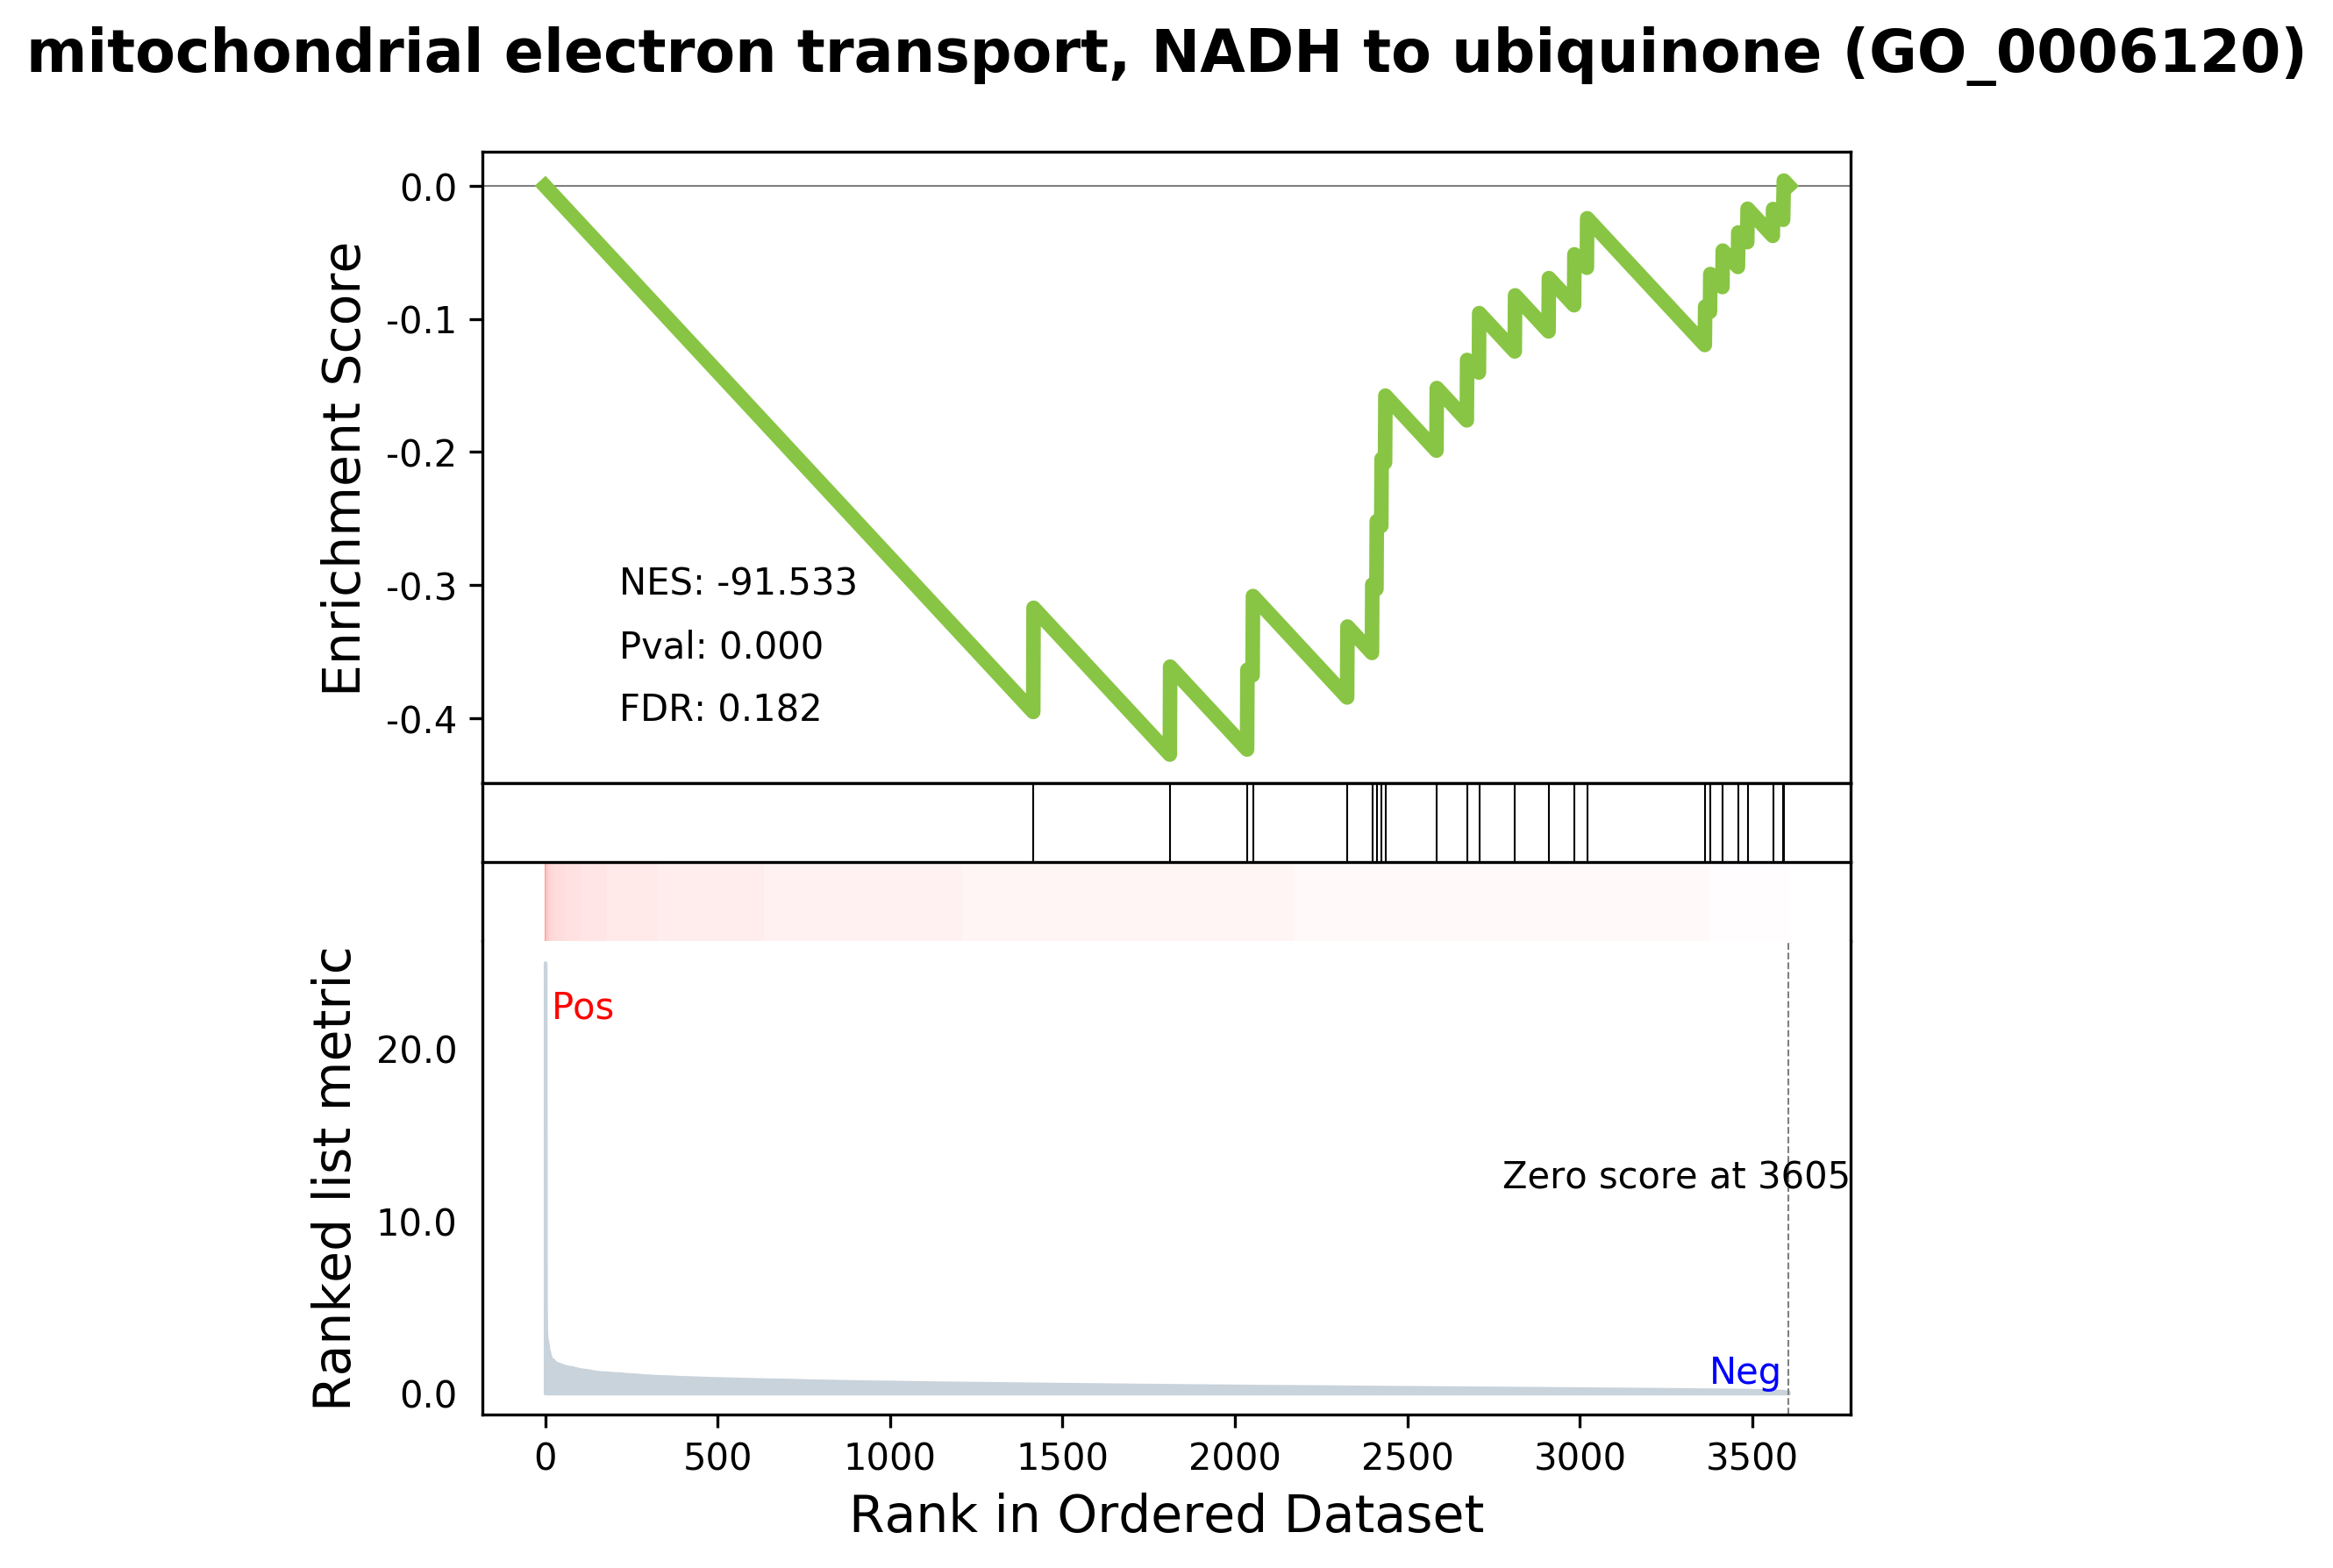 mitochondrial electron transport, NADH to ubiquinone (GO_0006120)
Enrichment Score
0.0
-0.1
-0.2
-0.3
-0.4
NES: -91.533
Pval: 0.000
FDR: 0.182
Ranked list metric
20.0
10.0
0.0
Pos
Zero score at 3605
Neg
0 500 1000 1500 2000 2500 3000 3500
Rank in Ordered Dataset